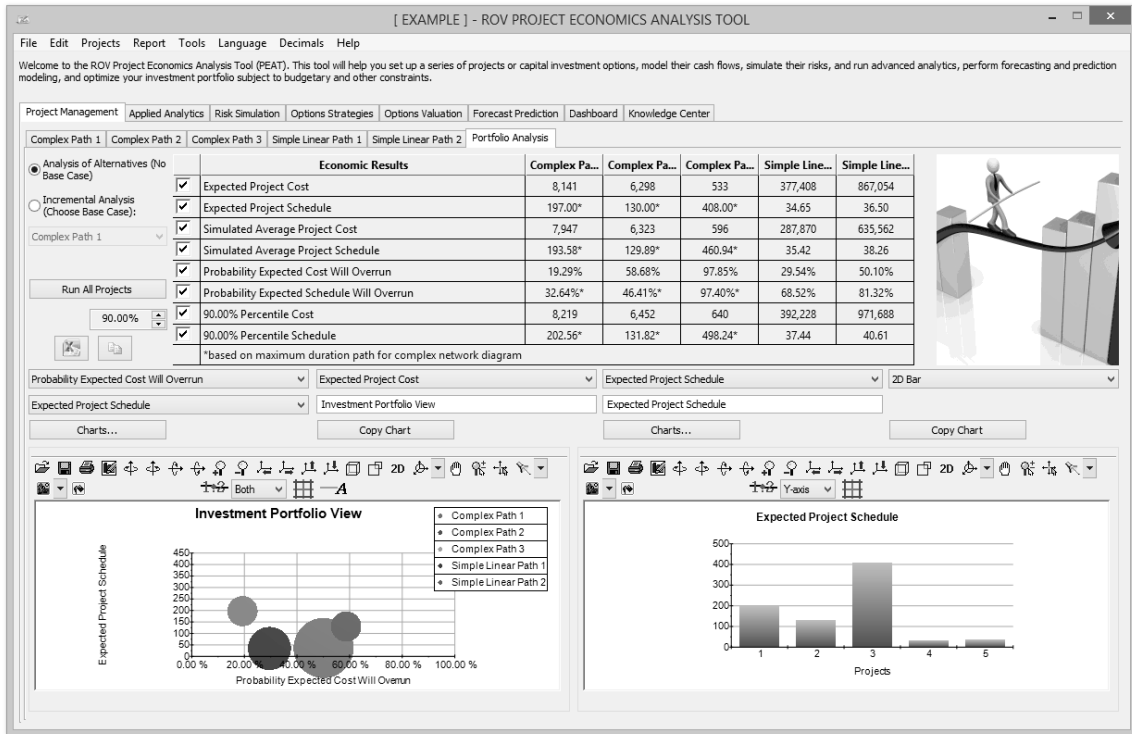 [ EXAMPLE ] - ROV PROJECT ECONOMICS ANALYSIS TOOL
File Edit Projects Report Tools Language Decimals Help
Welcome to the ROV Project Economics Analysis Tool (PEAT). This tool will help you set up a series of projects or capital investment options, model their cash flows, simulate their risks, and run advanced analytics, perform forecasting and prediction
modeling, and optimize your investment portfolio subject to budgetary and other constraints.
Project Management Applied Analytics Risk Simulation Options Strategies Options Valuation Forecast Prediction Dashboard Knowledge Center
Complex Path 1 Complex Path 2 Complex Path 3 Simple Linear Path 1 Simple Linear Path 2 Portfolio Analysis
Analysis of Alternatives (No
Base Case)
Incremental Analysis
(Choose Base Case):
Complex Path 1
Run All Projects
90.00%
Economic Results Complex Pa... Complex Pa... Complex Pa... Simple Line... Simple Line...
Expected Project Cost 8,141 6,298 533 377,408 867,054
Expected Project Schedule 197.00* 130.00* 408.00* 34.65 36.50
Simulated Average Project Cost 7,947 6,323 596 287,870 635,562
Simulated Average Project Schedule 193.58* 129.89* 460.94* 35.42 38.26
Probability Expected Cost Will Overrun 19.29% 58.68% 97.85% 29.54% 50.10%
Probability Expected Schedule Will Overrun 32.64%* 46.41%* 97.40%* 68.52% 81.32%
90.00% Percentile Cost 8,219 6,452 640 392,228 971,688
90.00% Percentile Schedule 202.56* 131.82* 498.24* 37.44 40.61
*based on maximum duration path for complex network diagram
Probability Expected Cost Will Overrun Expected Project Cost Expected Project Schedule 2D Bar
Expected Project Schedule Investment Portfolio View Expected Project Schedule
Charts... Copy Chart Charts... Copy Chart
2D
Both A
Investment Portfolio View
Complex Path 1
Complex Path 2
Complex Path 3
Simple Linear Path 1
Simple Linear Path 2
Expected Project Schedule
450
400
350
300
250
200
150
100
50
0
0.00 % 20.00 % 40.00 % 60.00 % 80.00 % 100.00 %
Probability Expected Cost Will Overrun
2D
Y-axis
Expected Project Schedule
500
400
300
200
100
0
1 2 3 4 5
Projects